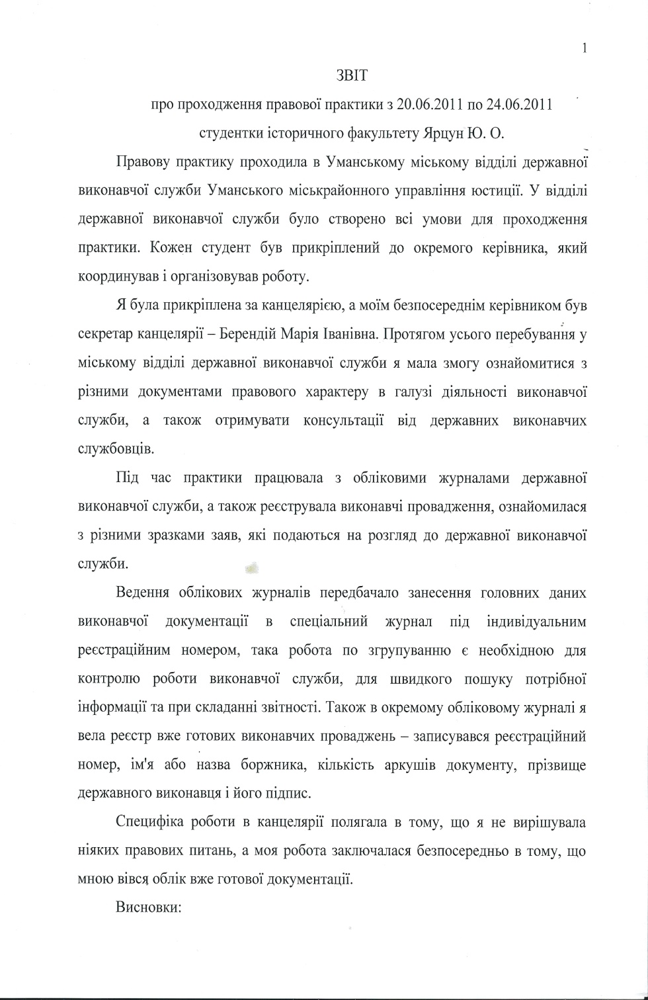 1
ЗВІТ
про проходження правової практики з 20.06.2011 по 24.06.2011
студентки історичного факультету Ярцун Ю. О.
Правову практику проходила в Уманському міському відділі державної
виконавчої служби Уманського міськрайонного управління юстиції. У відділі
державної виконавчої служби було створено всі умови для проходження
практики. Кожен студент був прикріплений до окремого керівника, який
координував і організовував роботу.
Я була прикріплена за канцелярією, а моїм безпосереднім керівником був
секретар канцелярії – Берендій Марія Іванівна. Протягом усього перебування у
міському відділі державної виконавчої служби я мала змогу ознайомитися з
різними документами правового характеру в галузі діяльності виконавчої
служби, а також отримувати консультації від державних виконавчих
службовців.
Під час практики працювала з обліковими журналами державної
виконавчої служби, а також реєструвала виконавчі провадження, ознайомилася
з різними зразками заяв, які подаються на розгляд до державної виконавчої
служби.
Ведення облікових журналів передбачало занесення головних даних
виконавчої документації в спеціальний журнал під індивідуальним
реєстраційним номером, така робота по згрупуванню є необхідною для
контролю роботи виконавчої служби, для швидкого пошуку потрібної
інформації та при складанні звітності. Також в окремому обліковому журналі я
вела реєстр вже готових виконавчих проваджень – записувався реєстраційний
номер, ім'я або назва боржника, кількість аркушів документу, прізвище
державного виконавця і його підпис.
Специфіка роботи в канцелярії полягала в тому, що я не вирішувала
ніяких правових питань, а моя робота заключалася безпосередньо в тому, що
мною вівся облік вже готової документації.
Висновки: